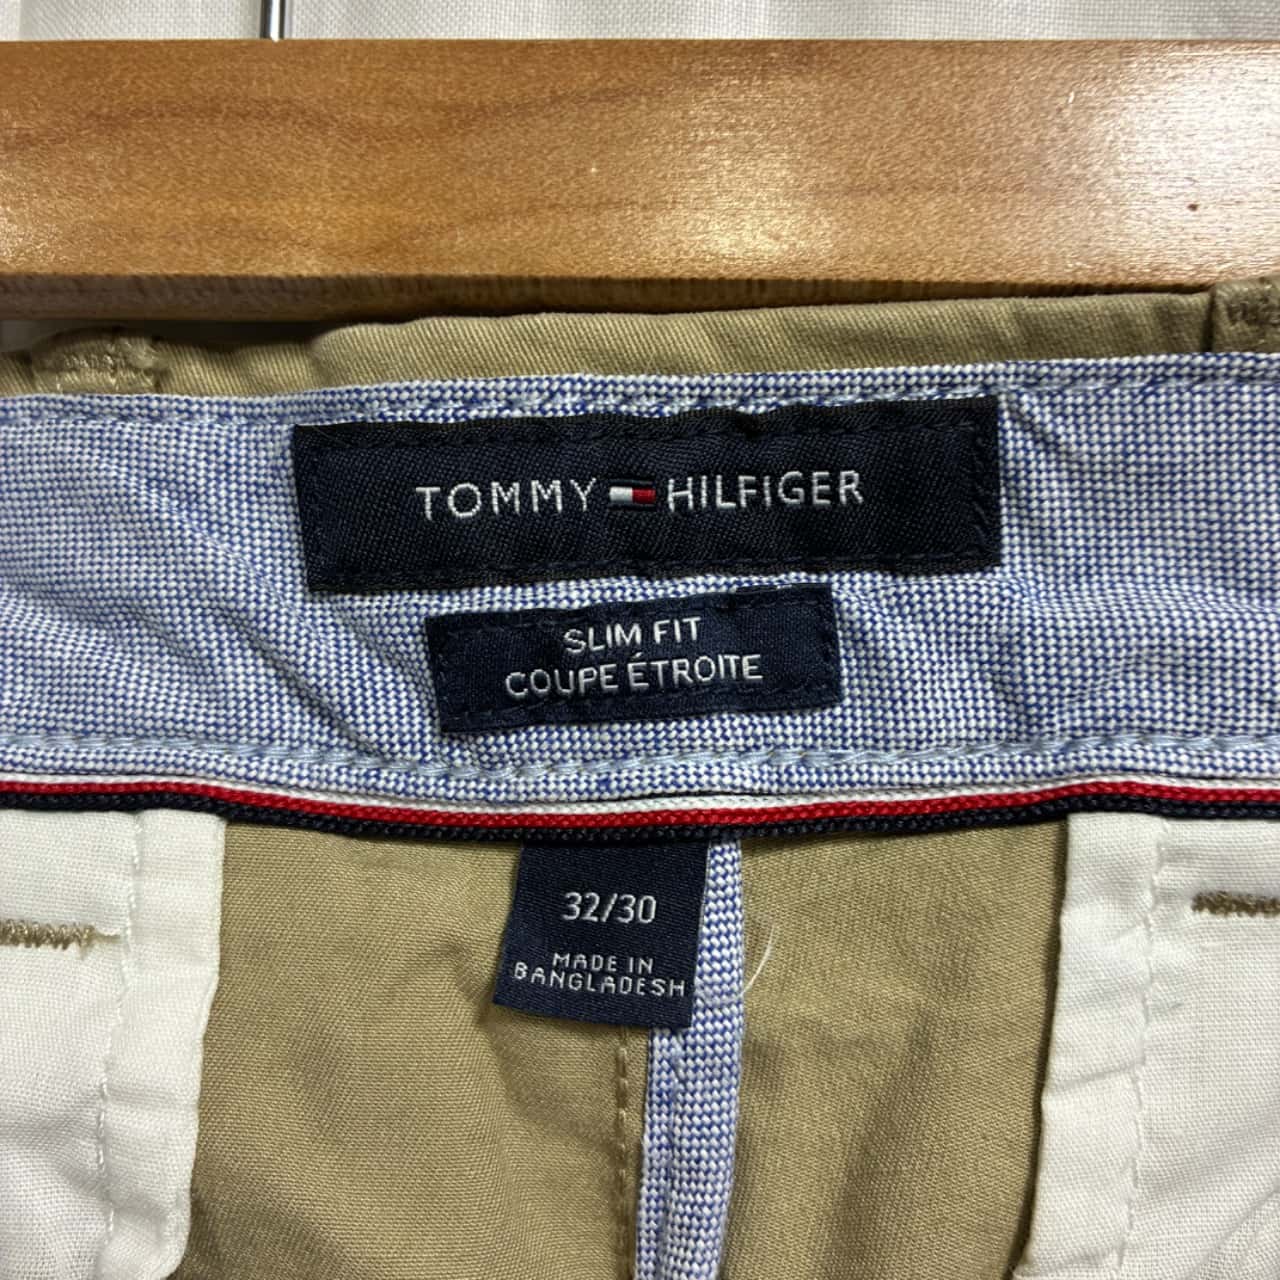 TOMMY HILFIGER
SLIM FIT
COUPE ÉTROITE
32/30
MADE IN
BANGLADESH